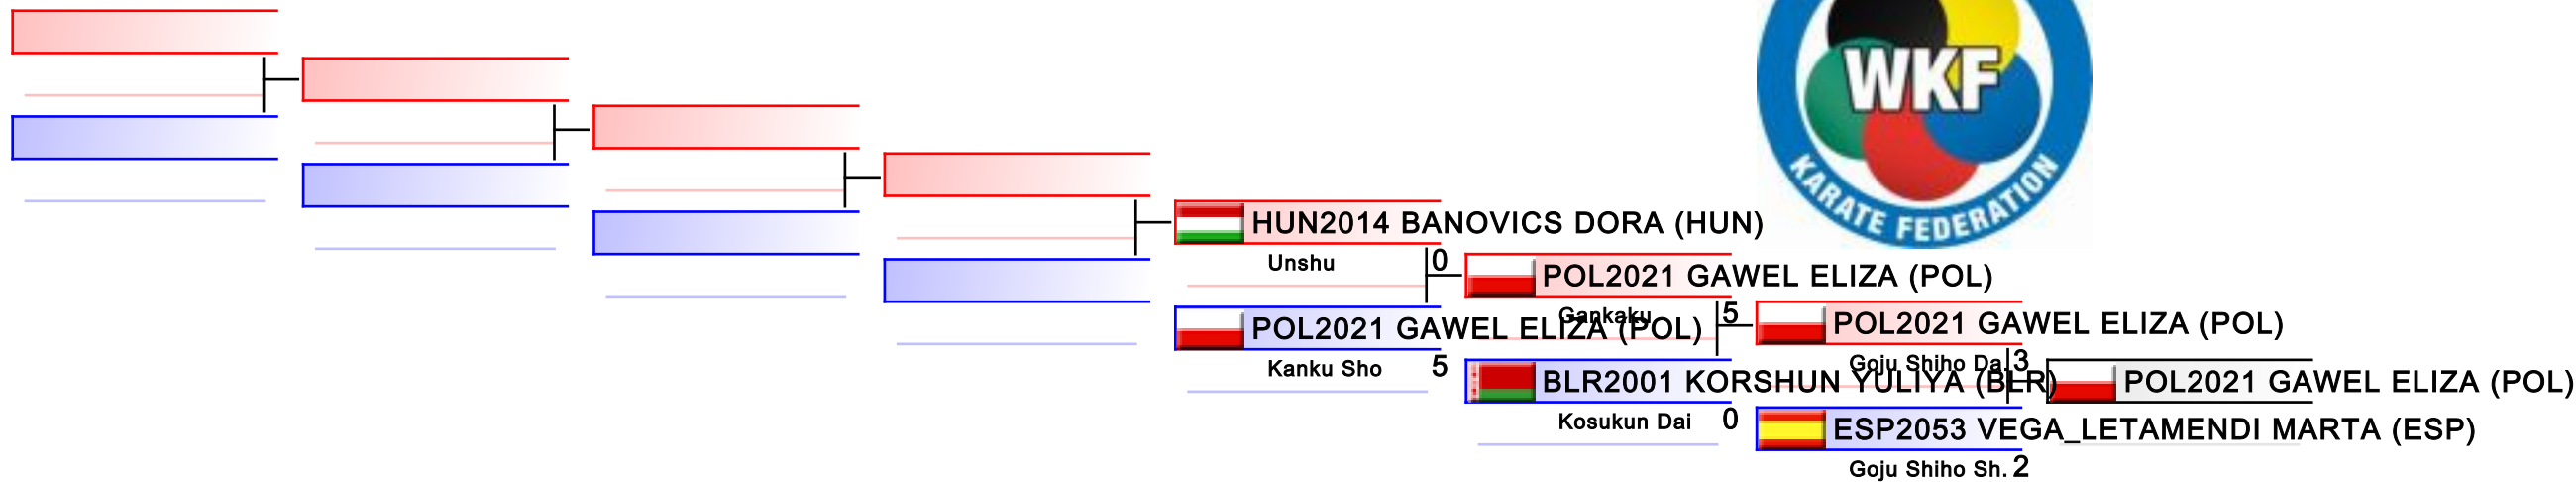 WKF
KARATE FEDERATION
HUN2014 BANOVICS DORA (HUN)
Unshu 0
POL2021 GAWEL ELIZA (POL)
Kanku Sho 5
POL2021 GAWEL ELIZA (POL)
Gankaku 5
BLR2001 KORSHUN YULIYA (BLR)
Kosukun Dai 0
POL2021 GAWEL ELIZA (POL)
Goju Shiho Da 3
ESP2053 VEGA_LETAMENDI MARTA (ESP)
Goju Shiho Sh. 2
POL2021 GAWEL ELIZA (POL)